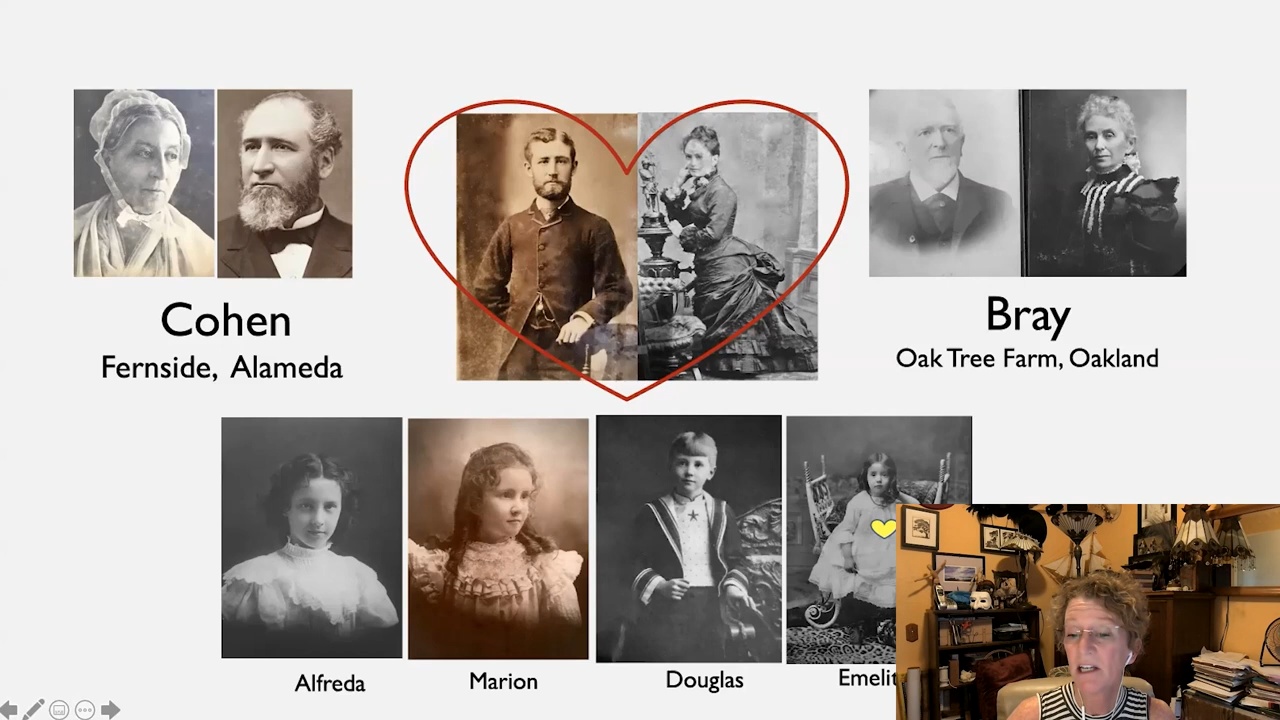 Cohen
Fernside, Alameda
Bray
Oak Tree Farm, Oakland
Alfreda
Marion
Douglas